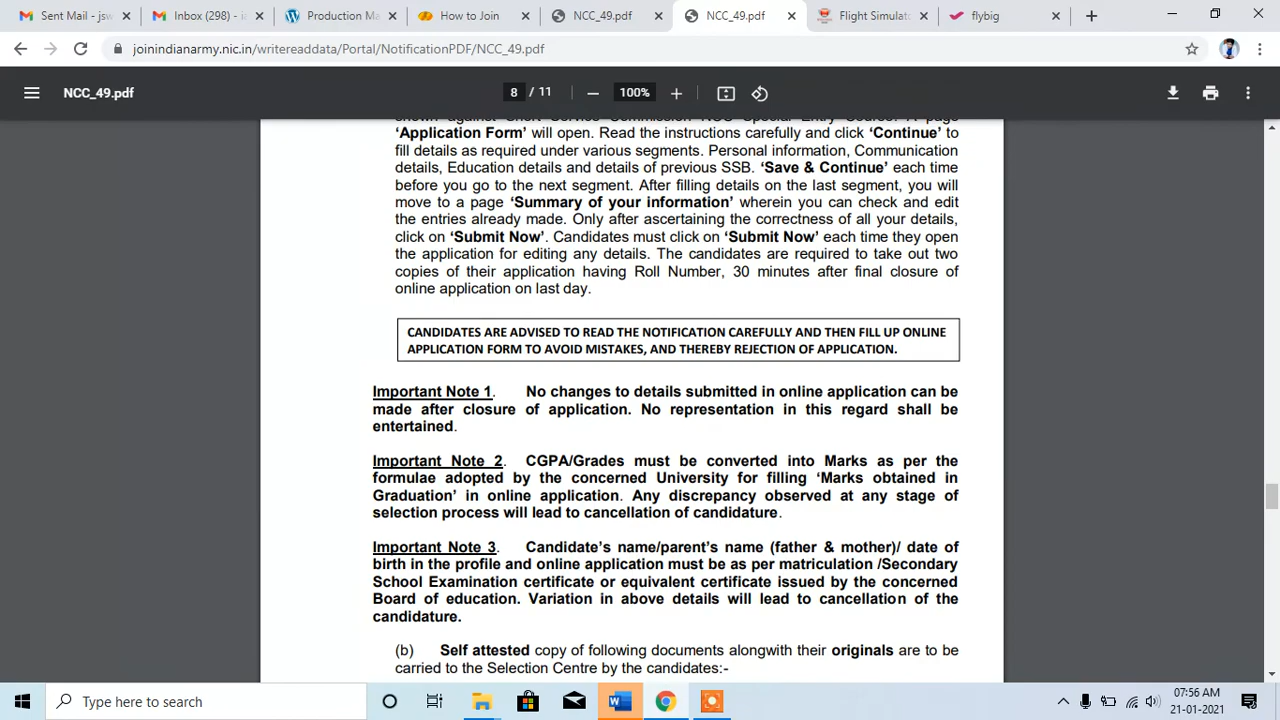 Sent Mail - jsw
Inbox (298) - i
Production Ma
How to Join
NCC_49.pdf
NCC_49.pdf
Flight Simulat
flybig
joinindianarmy.nic.in/writereaddata/Portal/NotificationPDF/NCC_49.pdf
NCC_49.pdf
8 / 11
100%
shown against Short Service Commission NCC Special Entry Course. A page
'Application Form' will open. Read the instructions carefully and click 'Continue' to
fill details as required under various segments. Personal information, Communication
details, Education details and details of previous SSB. 'Save & Continue' each time
before you go to the next segment. After filling details on the last segment, you will
move to a page 'Summary of your information' wherein you can check and edit
the entries already made. Only after ascertaining the correctness of all your details,
click on 'Submit Now'. Candidates must click on 'Submit Now' each time they open
the application for editing any details. The candidates are required to take out two
copies of their application having Roll Number, 30 minutes after final closure of
online application on last day.
CANDIDATES ARE ADVISED TO READ THE NOTIFICATION CAREFULLY AND THEN FILL UP ONLINE
APPLICATION FORM TO AVOID MISTAKES, AND THEREBY REJECTION OF APPLICATION.
Important Note 1. No changes to details submitted in online application can be
made after closure of application. No representation in this regard shall be
entertained.
Important Note 2. CGPA/Grades must be converted into Marks as per the
formulae adopted by the concerned University for filling 'Marks obtained in
Graduation' in online application. Any discrepancy observed at any stage of
selection process will lead to cancellation of candidature.
Important Note 3. Candidate's name/parent's name (father & mother)/ date of
birth in the profile and online application must be as per matriculation /Secondary
School Examination certificate or equivalent certificate issued by the concerned
Board of education. Variation in above details will lead to cancellation of the
candidature.
(b) Self attested copy of following documents alongwith their originals are to be
carried to the Selection Centre by the candidates:-
Type here to search
07:56 AM
21-01-2021